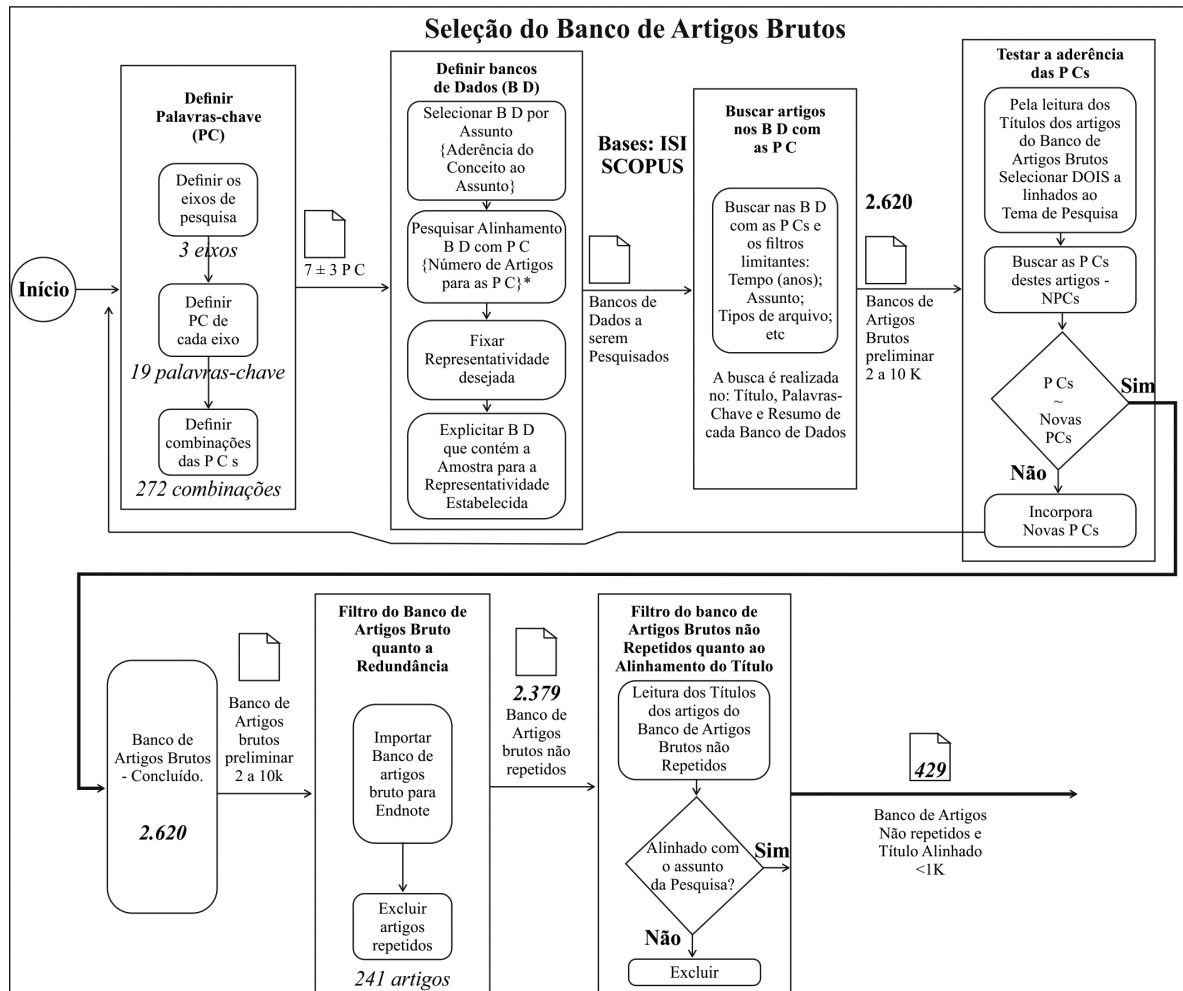 Seleção do Banco de Artigos Brutos
Início
Definir
Palavras-chave
(PC)
Definir os
eixos de
pesquisa
3 eixos
Definir
PC de
cada eixo
19 palavras-chave
Definir
combinações
das P C s
272 combinações
7 ± 3 P C
Definir bancos
de Dados (B D)
Selecionar B D por
Assunto
{Aderência do
Conceito ao
Assunto}
Pesquisar Alinhamento
B D com P C
{Número de Artigos
para as P C}*
Fixar
Representatividade
desejada
Explicitar B D
que contém a
Amostra para a
Representatividade
Estabelecida
Bases: ISI
SCOPUS
Bancos de
Dados a
serem
Pesquisados
Buscar artigos
nos B D com
as P C
Buscar nas B D
com as P Cs e
os filtros
limitantes:
Tempo (anos);
Assunto;
Tipos de arquivo;
etc
A busca é realizada
no: Título, Palavras-
Chave e Resumo de
cada Banco de Dados
2.620
Bancos de
Artigos
Brutos
preliminar
2 a 10 K
Testar a aderência
das P Cs
Pela leitura dos
Títulos dos artigos
do Banco de
Artigos Brutos
Selecionar DOIS a
linhados ao
Tema de Pesquisa
Buscar as P Cs
destes artigos -
NPCs
P Cs
~
Novas
PCs
Sim
Não
Incorpora
Novas P Cs
Banco de
Artigos Brutos
- Concluído.
2.620
Banco de
Artigos
brutos
preliminar
2 a 10k
Filtro do Banco de
Artigos Bruto
quanto a
Redundância
Importar
Banco de
artigos
bruto para
Endnote
Excluir
artigos
repetidos
241 artigos
2.379
Banco de
Artigos
brutos não
repetidos
Filtro do banco de
Artigos Brutos não
Repetidos quanto ao
Alinhamento do Título
Leitura dos Títulos
dos artigos do
Banco de Artigos
Brutos não
Repetidos
Alinhado com
o assunto
da Pesquisa?
Sim
Não
Excluir
429
Banco de Artigos
Não repetidos e
Título Alinhado
<1K